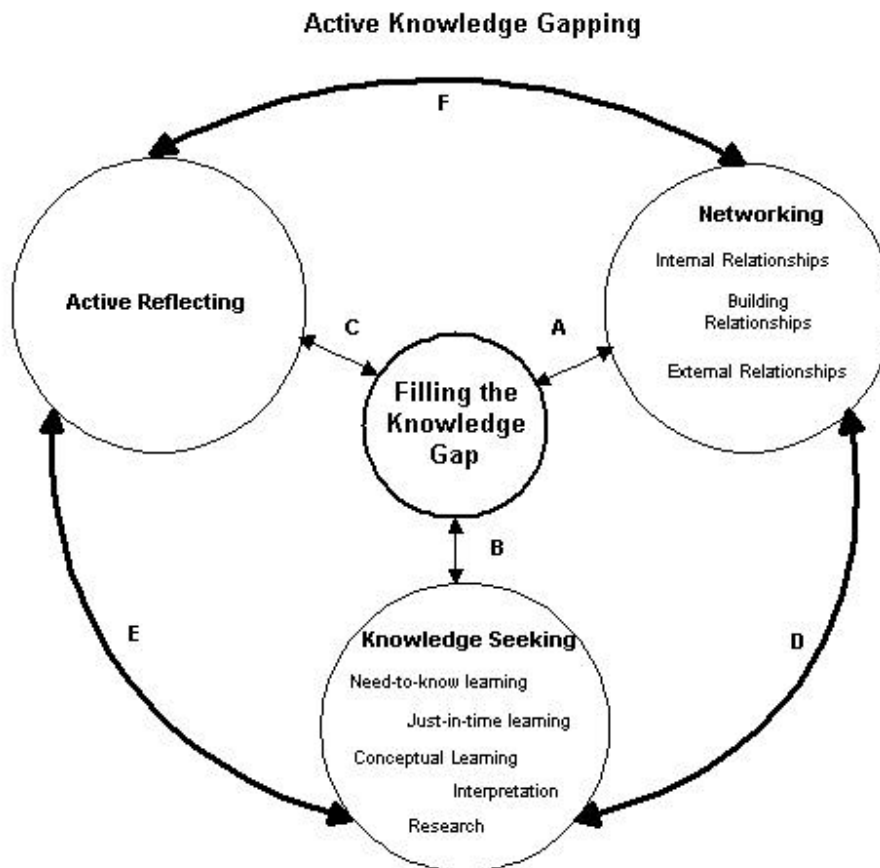 Active Knowledge Gapping
F
Active Reflecting
Networking
Internal Relationships
Building
Relationships
External Relationships
C
A
Filling the
Knowledge
Gap
B
E
D
Knowledge Seeking
Need-to-know learning
Just-in-time learning
Conceptual Learning
Interpretation
Research